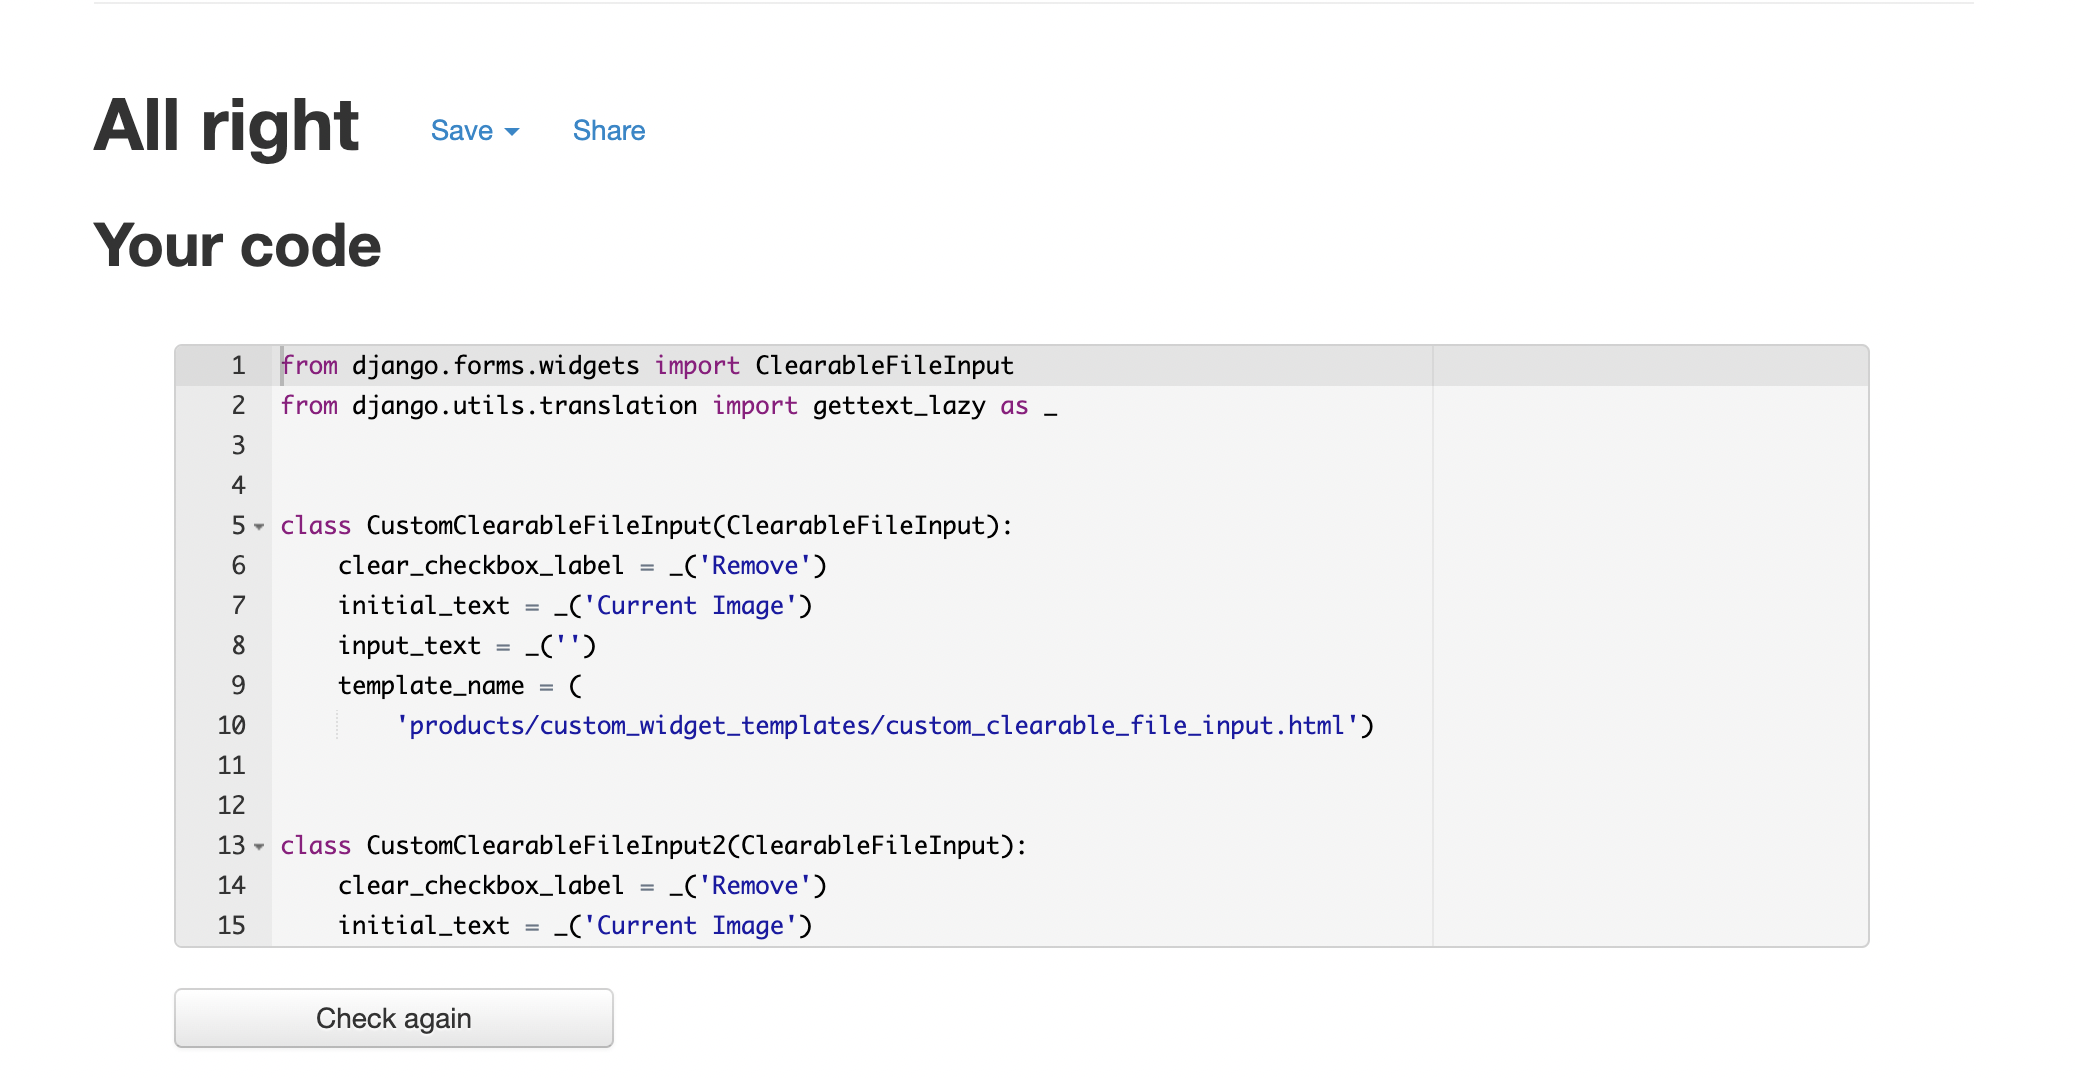 All right
Save
Share
Your code
1 from django.forms.widgets import ClearableFileInput
2 from django.utils.translation import gettext_lazy as _
3
4
5 class CustomClearableFileInput(ClearableFileInput):
6     clear_checkbox_label = _('Remove')
7     initial_text = _('Current Image')
8     input_text = _('')
9     template_name = (
10         'products/custom_widget_templates/custom_clearable_file_input.html')
11
12
13 class CustomClearableFileInput2(ClearableFileInput):
14     clear_checkbox_label = _('Remove')
15     initial_text = _('Current Image')
Check again